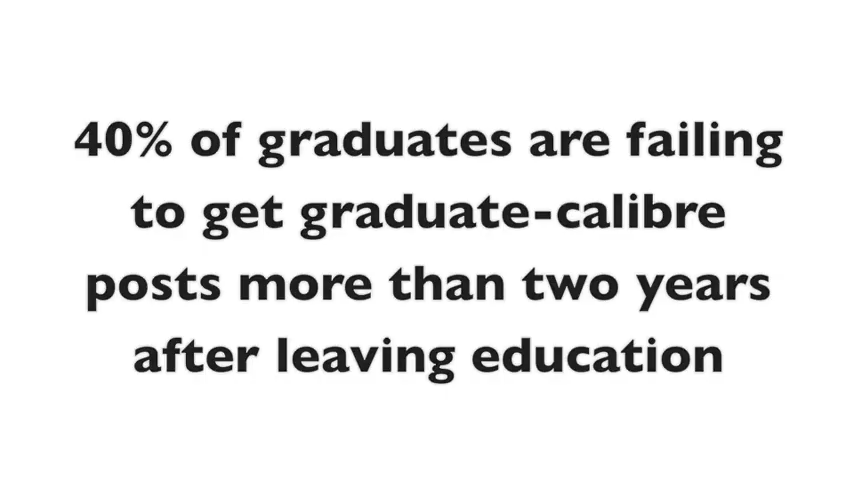 40% of graduates are failing
to get graduate-calibre
posts more than two years
after leaving education